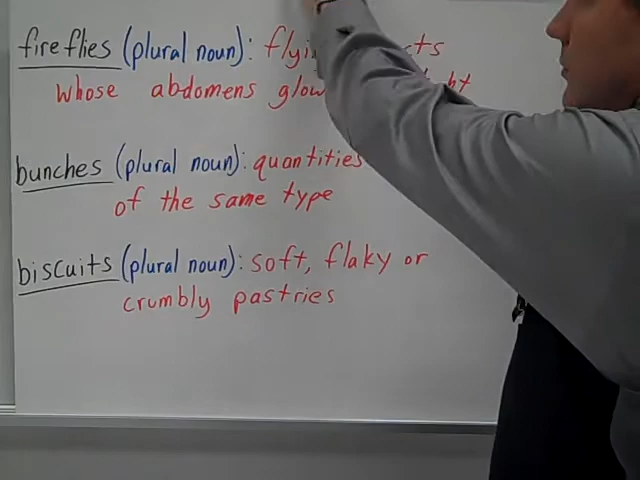 fireflies (plural noun): 
whose abdomens glow
bunches (plural noun): quantities
of the same type
biscuits (plural noun): soft, flaky or
crumbly pastries